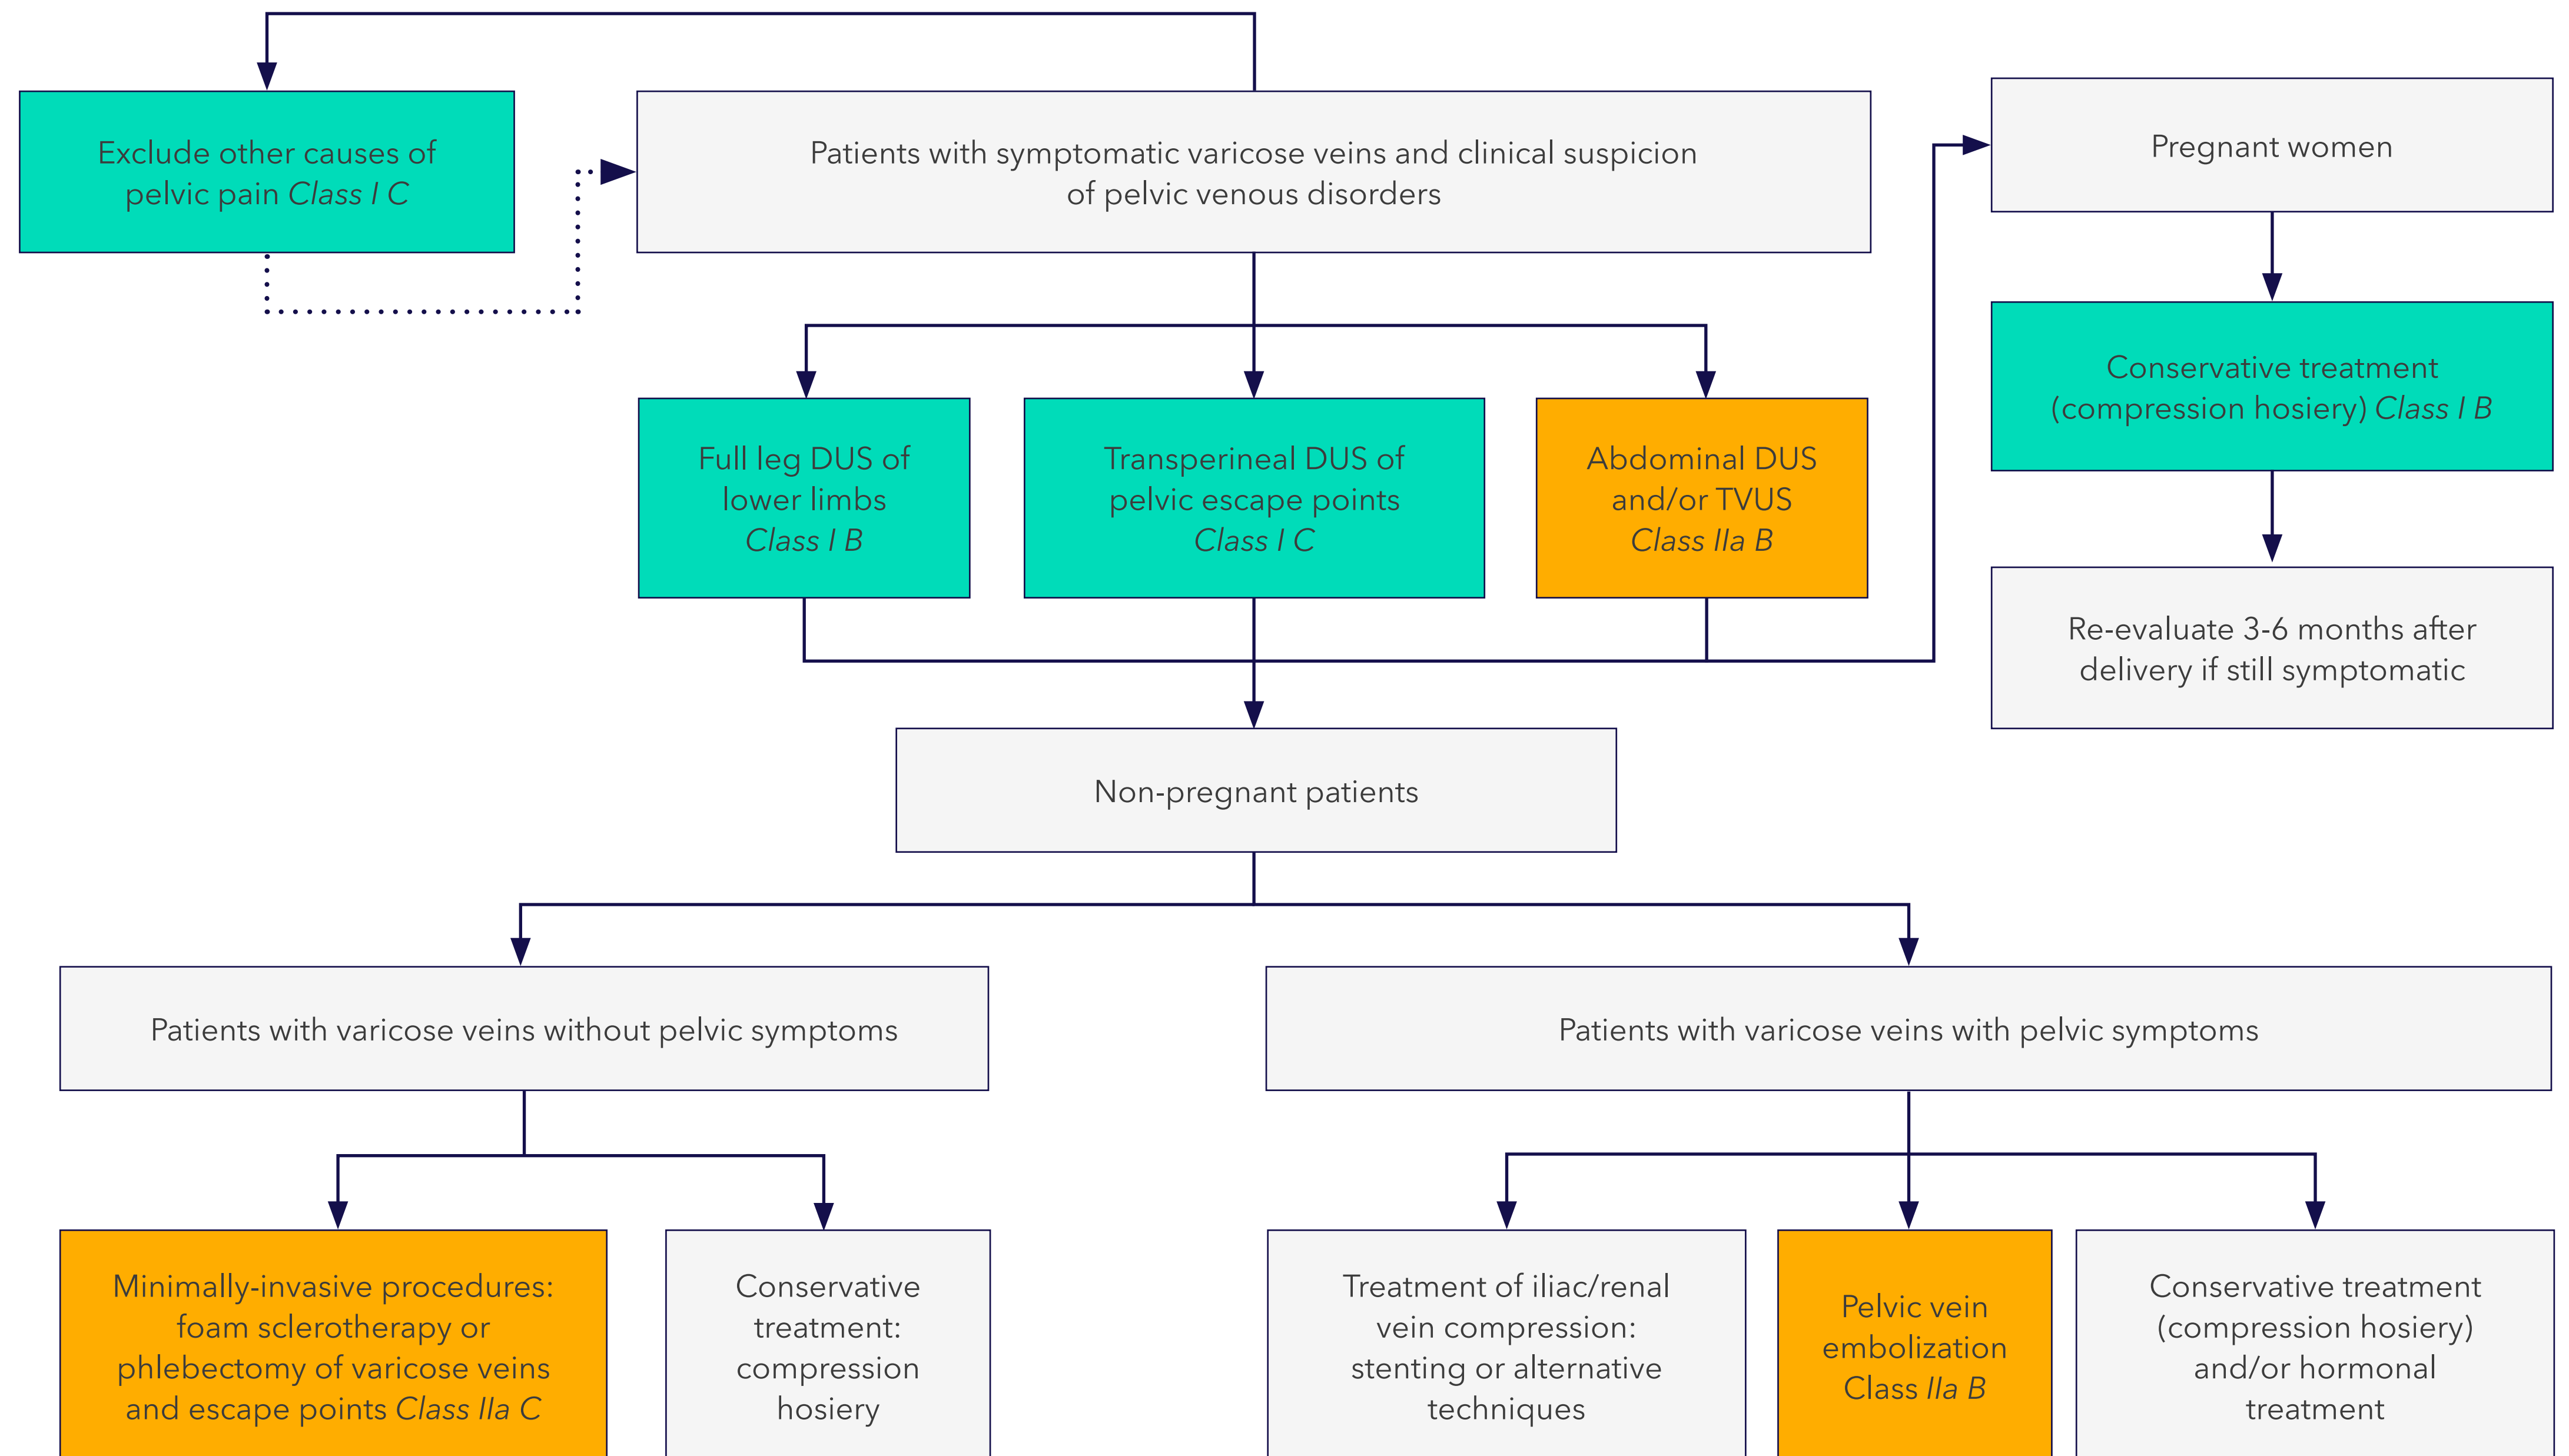 Exclude other causes of
pelvic pain Class I C
Patients with symptomatic varicose veins and clinical suspicion
of pelvic venous disorders
Pregnant women
Conservative treatment
(compression hosiery) Class I B
Re-evaluate 3-6 months after
delivery if still symptomatic
Full leg DUS of
lower limbs
Class I B
Transperineal DUS of
pelvic escape points
Class I C
Abdominal DUS
and/or TVUS
Class IIa B
Non-pregnant patients
Patients with varicose veins without pelvic symptoms
Patients with varicose veins with pelvic symptoms
Minimally-invasive procedures:
foam sclerotherapy or
phlebectomy of varicose veins
and escape points Class IIa C
Conservative
treatment:
compression
hosiery
Treatment of iliac/renal
vein compression:
stenting or alternative
techniques
Pelvic vein
embolization
Class IIa B
Conservative treatment
(compression hosiery)
and/or hormonal
treatment